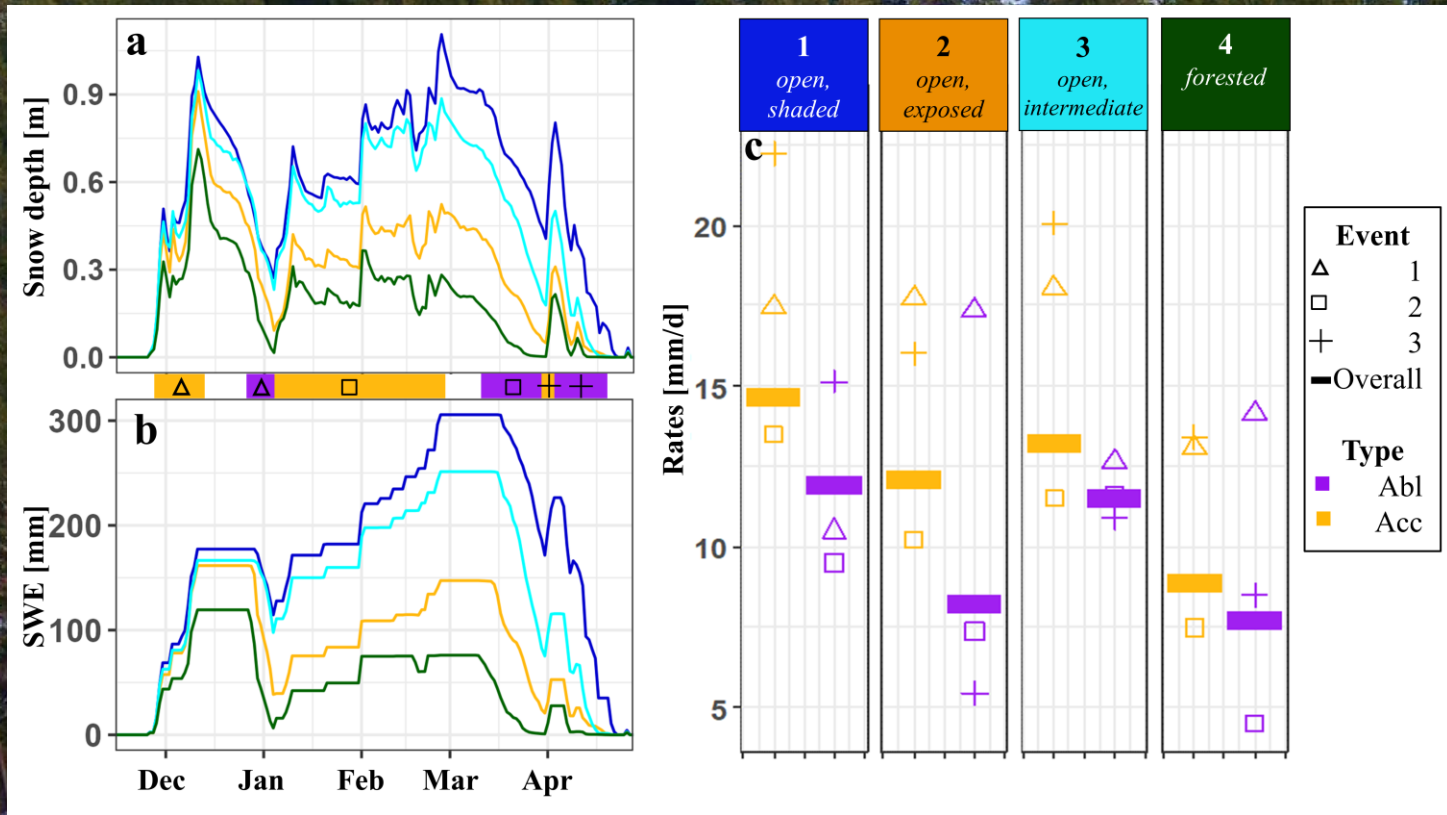 a
Snow depth [m]
0.9
0.6
0.3
0.0
b
SWE [mm]
300
200
100
0
Dec Jan Feb Mar Apr
1
open,
shaded
2
open,
exposed
3
open,
intermediate
4
forested
c
Rates [mm/d]
20
15
10
5
Event
1
2
3
Overall
Type
Abl
Acc